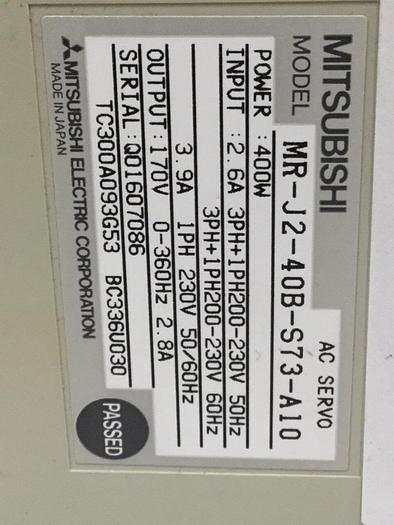 MITSUBISHI
AC SERVO
MODEL MR-J2-40B-S73-A10
POWER :400W
INPUT :2.6A 3PH+1PH200-230V 50Hz
3PH+1PH200-230V 60Hz
3.9A 1PH 230V 50/60Hz
OUTPUT:170V 0-360Hz 2.8A
SERIAL:Q01607086
TC300A093G53 BC336U030
MITSUBISHI ELECTRIC CORPORATION
MADE IN JAPAN
PASSED